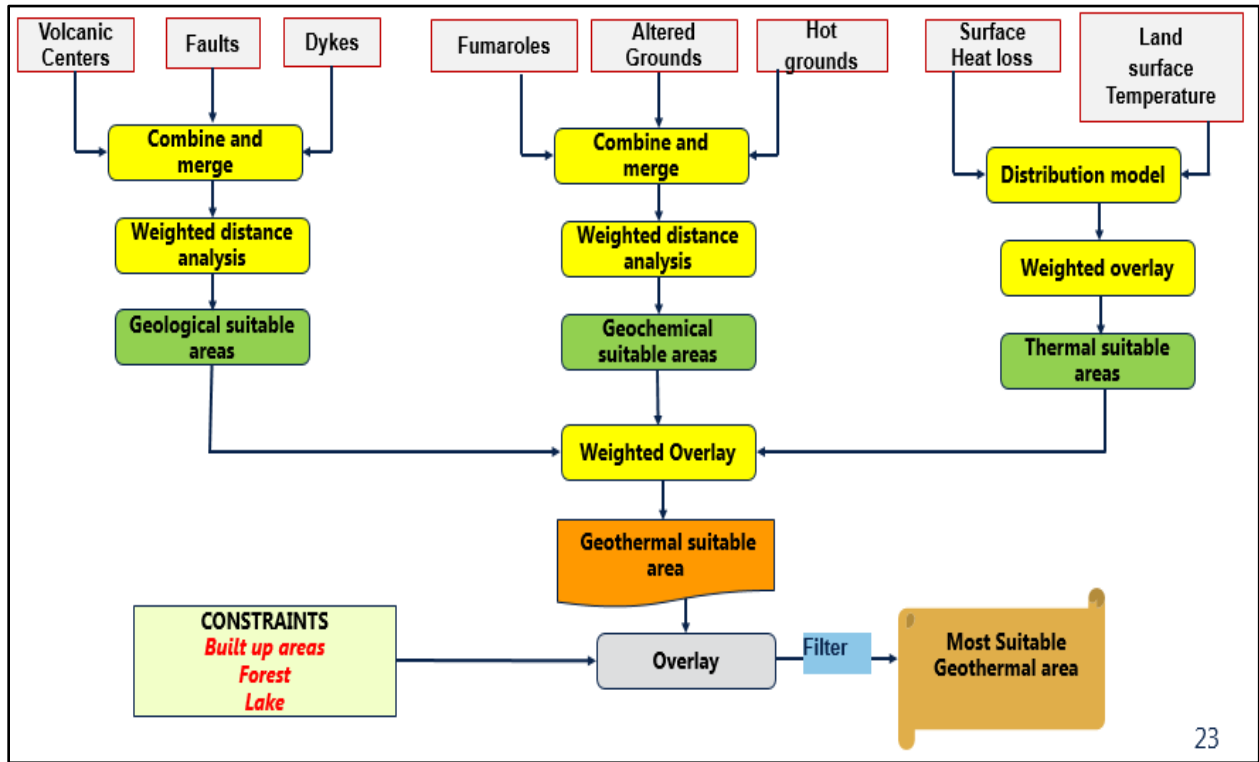 Volcanic
Centers
Faults
Dykes
Fumaroles
Altered
Grounds
Hot
grounds
Surface
Heat loss
Land
surface
Temperature
Combine and
merge
Combine and
merge
Distribution model
Weighted distance
analysis
Weighted distance
analysis
Weighted overlay
Geological suitable
areas
Geochemical
suitable areas
Thermal suitable
areas
Weighted Overlay
Geothermal suitable
area
CONSTRAINTS
Built up areas
Forest
Lake
Overlay
Filter
Most Suitable
Geothermal area
23